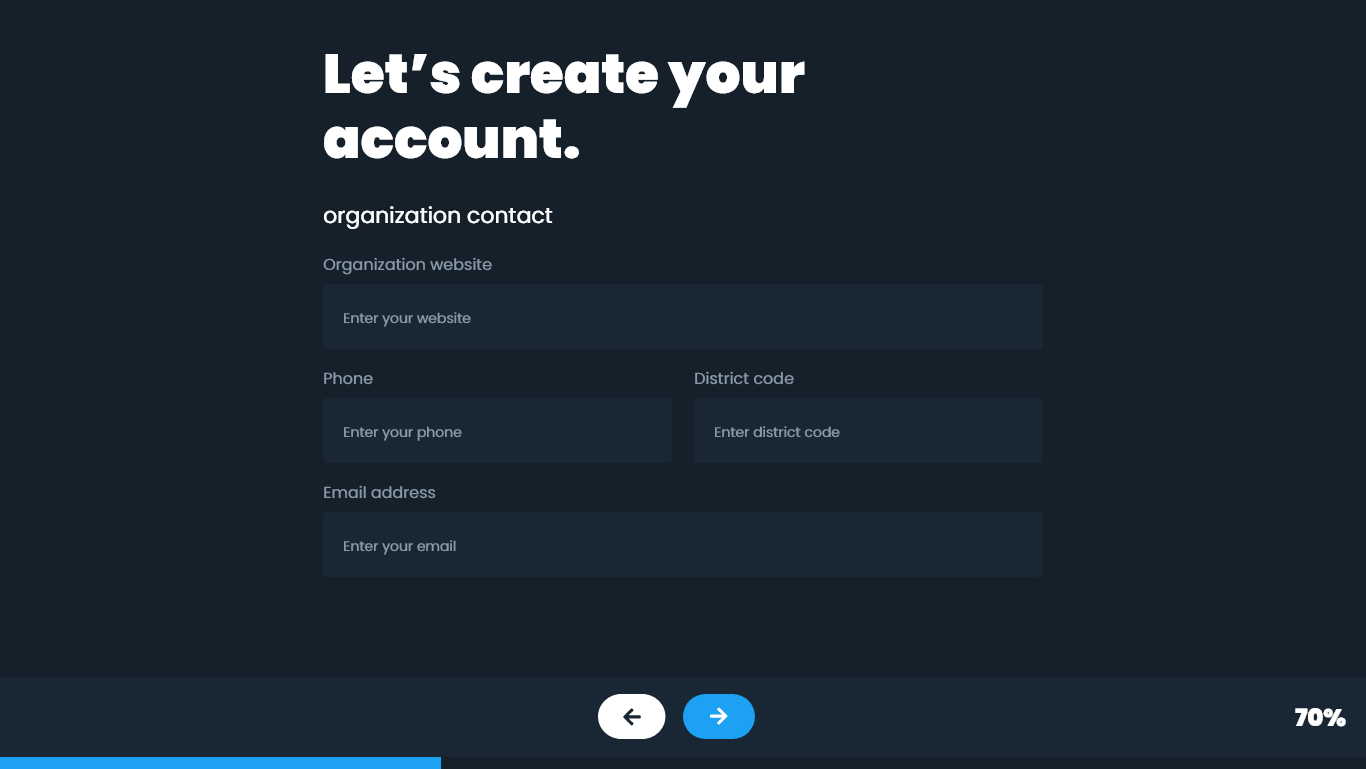 Let’s create your
account.
organization contact
Organization website
Enter your website
Phone
District code
Enter your phone
Enter district code
Email address
Enter your email
70%